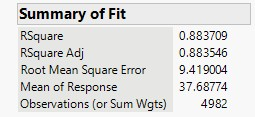 Summary of Fit
RSquare 0.883709
RSquare Adj 0.883546
Root Mean Square Error 9.419004
Mean of Response 37.68774
Observations (or Sum Wgts) 4982